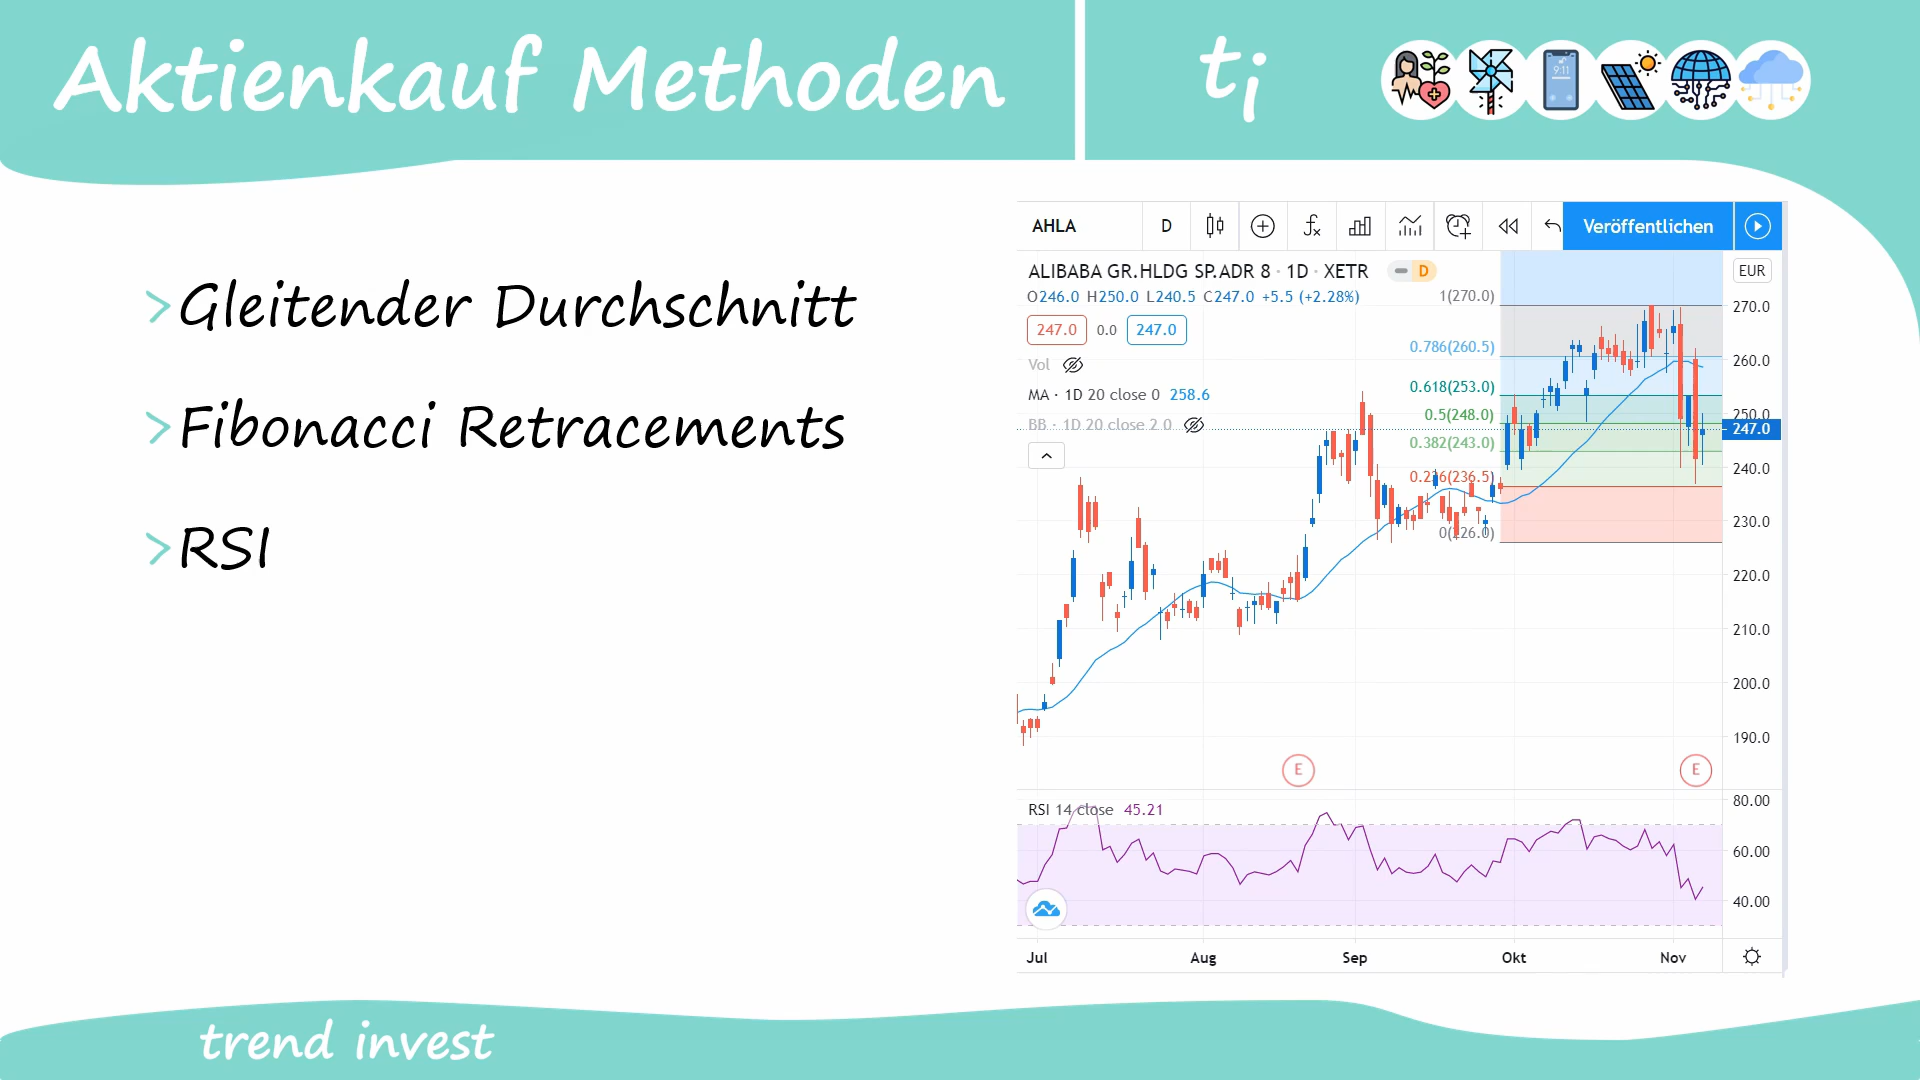 Aktienkauf Methoden
ti
9:11
>Gleitender Durchschnitt
>Fibonacci Retracements
>RSI
AHLA
D
Veröffentlichen
ALIBABA GR.HLDG SP.ADR 8 · 1D · XETR
D
EUR
O246.0 H250.0 L240.5 C247.0 +5.5 (+2.28%)
247.0 0.0 247.0
Vol
MA · 1D 20 close 0 258.6
BB · 1D 20 close 2 0
1(270.0)
0.786(260.5)
0.618(253.0)
0.5(248.0)
0.382(243.0)
0.236(236.5)
0(226.0)
270.0
260.0
250.0
247.0
240.0
230.0
220.0
210.0
200.0
190.0
E
E
RSI 14 close 45.21
80.00
60.00
40.00
Jul Aug Sep Okt Nov
trend invest